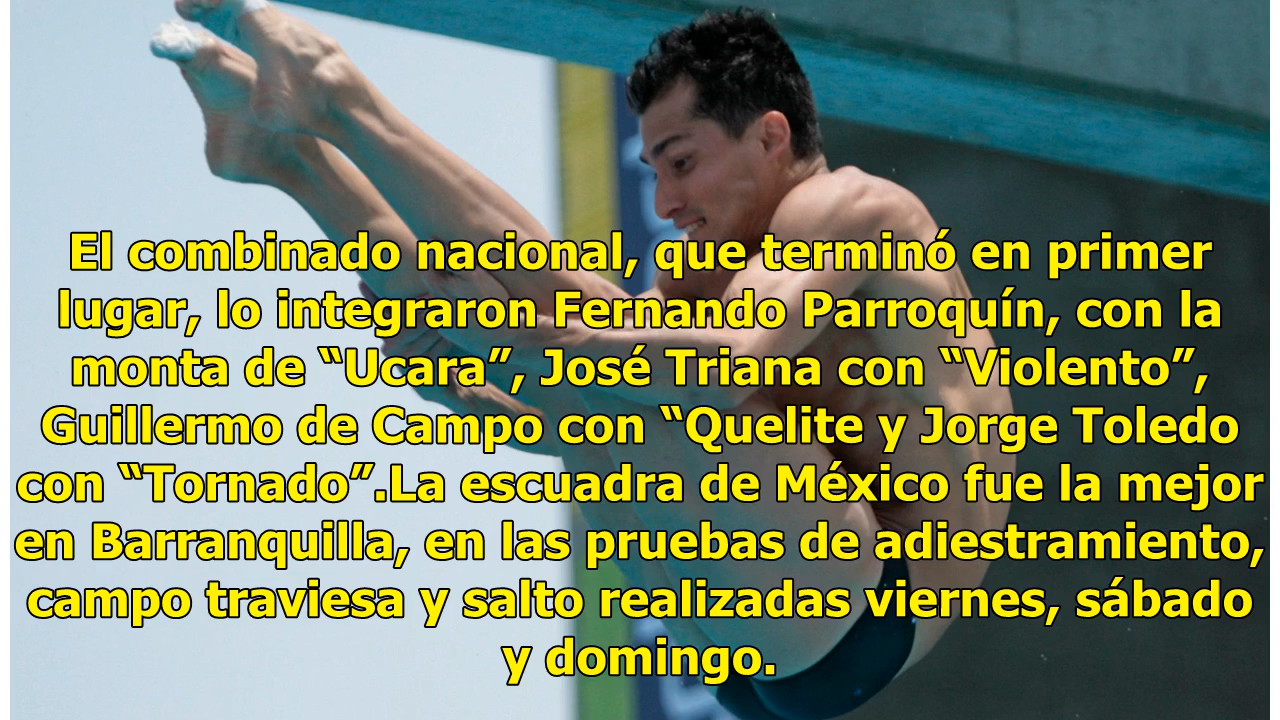 El combinado nacional, que terminó en primer
lugar, lo integraron Fernando Parroquín, con la
monta de “Ucara”, José Triana con “Violento”,
Guillermo de Campo con “Quelite y Jorge Toledo
con “Tornado”.La escuadra de México fue la mejor
en Barranquilla, en las pruebas de adiestramiento,
campo traviesa y salto realizadas viernes, sábado
y domingo.